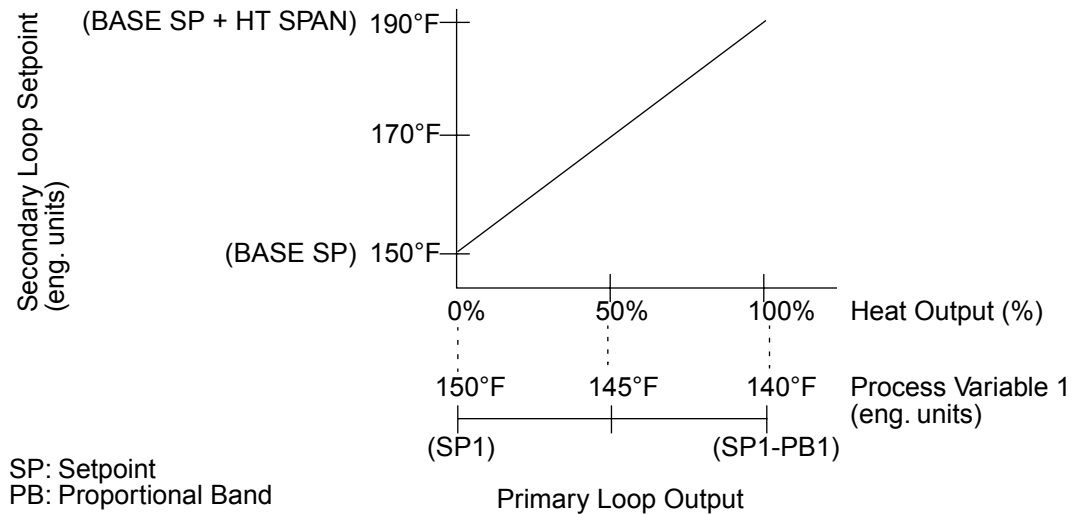 (BASE SP + HT SPAN) 190°F
Secondary Loop Setpoint
(eng. units)
170°F
(BASE SP) 150°F
0% 50% 100% Heat Output (%)
150°F 145°F 140°F Process Variable 1
(eng. units)
(SP1) (SP1-PB1)
SP: Setpoint
PB: Proportional Band
Primary Loop Output